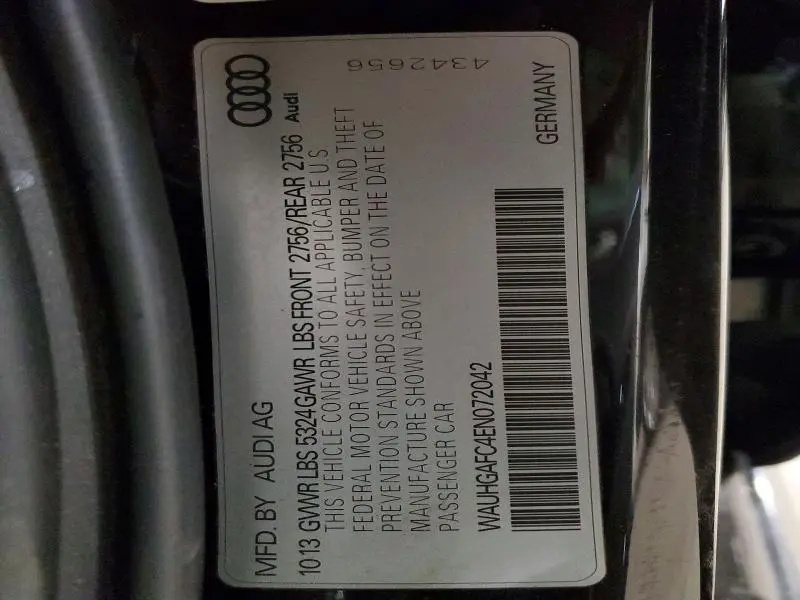 MFD. BY AUDI AG
Audi
1013 GVWR LBS 5324GAWR LBS FRONT 2756/REAR 2756
THIS VEHICLE CONFORMS TO ALL APPLICABLE U S
FEDERAL MOTOR VEHICLE SAFETY, BUMPER AND THEFT
PREVENTION STANDARDS IN EFFECT ON THE DATE OF
MANUFACTURE SHOWN ABOVE
PASSENGER CAR
4342656
WAUHGAFC4EN072042
GERMANY